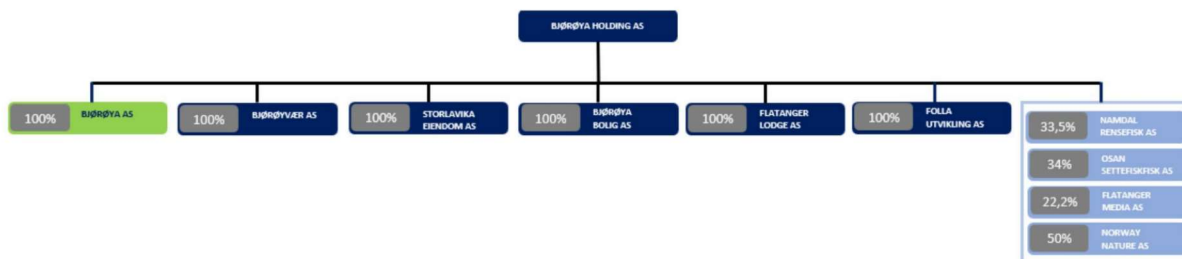 BJØRØYA HOLDING AS
100%
BJØRØYA AS
100%
BJØRØYVÆR AS
100%
STORLAVIKA
EIENDOM AS
100%
BJØRØYA
BOLIG AS
100%
FLATANGER
LODGE AS
100%
FOLLA
UTVIKLING AS
33,5%
NAMDAL
RENSEFISK AS
34%
OSAN
SETTEFISKFISK AS
22,2%
FLATANGER
MEDIA AS
50%
NORWAY
NATURE AS